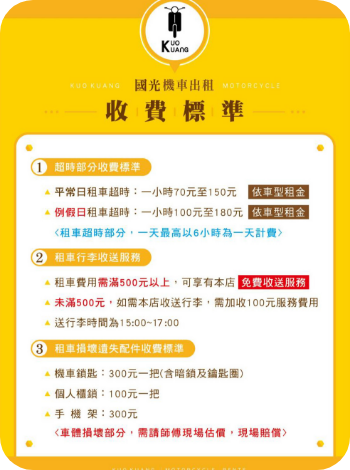 KUO
KUANG
KUO KUANG 國光機車出租 MOTORCYCLE
收費標準
1 超時部分收費標準
▲ 平常日租車超時：一小時70元至150元 依車型租金
▲ 例假日租車超時：一小時100元至180元 依車型租金
〈租車超時部分，一天最高以6小時為一天計費〉
2 租車行李收送服務
▲ 租車費用需滿500元以上，可享有本店 免費收送服務
▲ 未滿500元，如需本店收送行李，需加收100元服務費用
▲ 送行李時間為15:00~17:00
3 租車損壞遺失配件收費標準
▲ 機車鎖匙：300元一把(含暗鎖及鑰匙圈)
▲ 個人櫃鎖：100元一把
▲ 手 機 架：300元
〈車體損壞部分，需請師傅現場估價，現場賠償〉